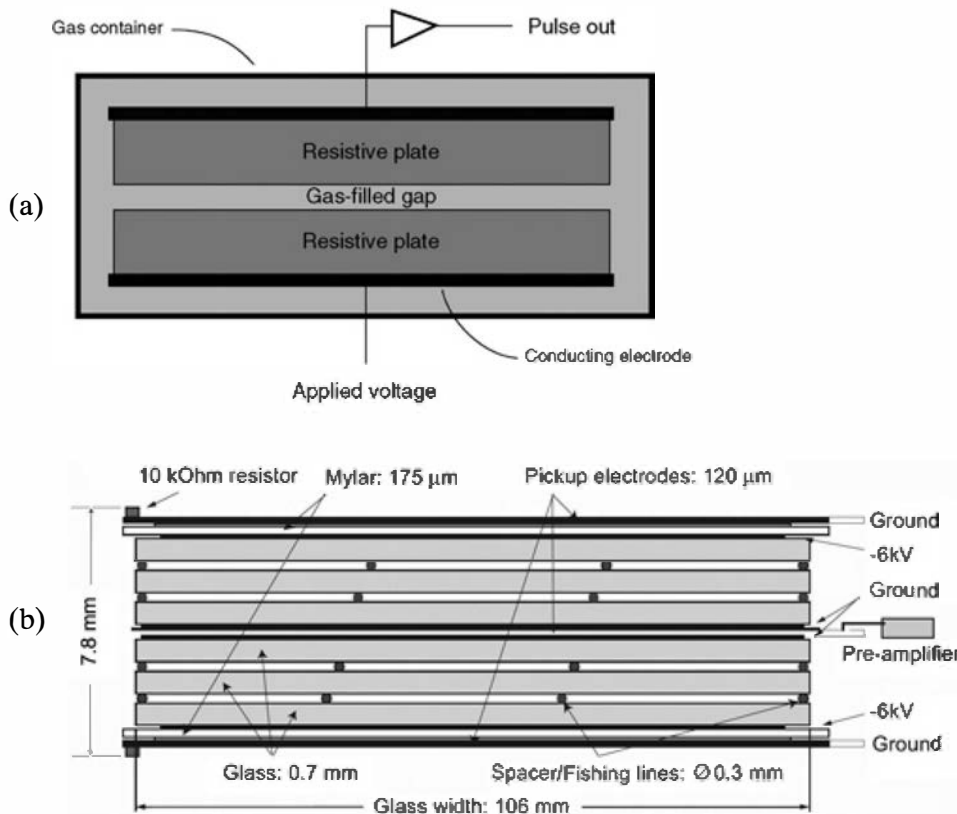 Gas container
Pulse out
Resistive plate
(a)
Gas-filled gap
Resistive plate
Conducting electrode
Applied voltage
10 kOhm resistor
Mylar: 175 μm
Pickup electrodes: 120 μm
Ground
-6kV
Ground
(b)
7.8 mm
Pre-amplifier
-6kV
Glass: 0.7 mm
Spacer/Fishing lines: Ø0.3 mm
Ground
Glass width: 106 mm